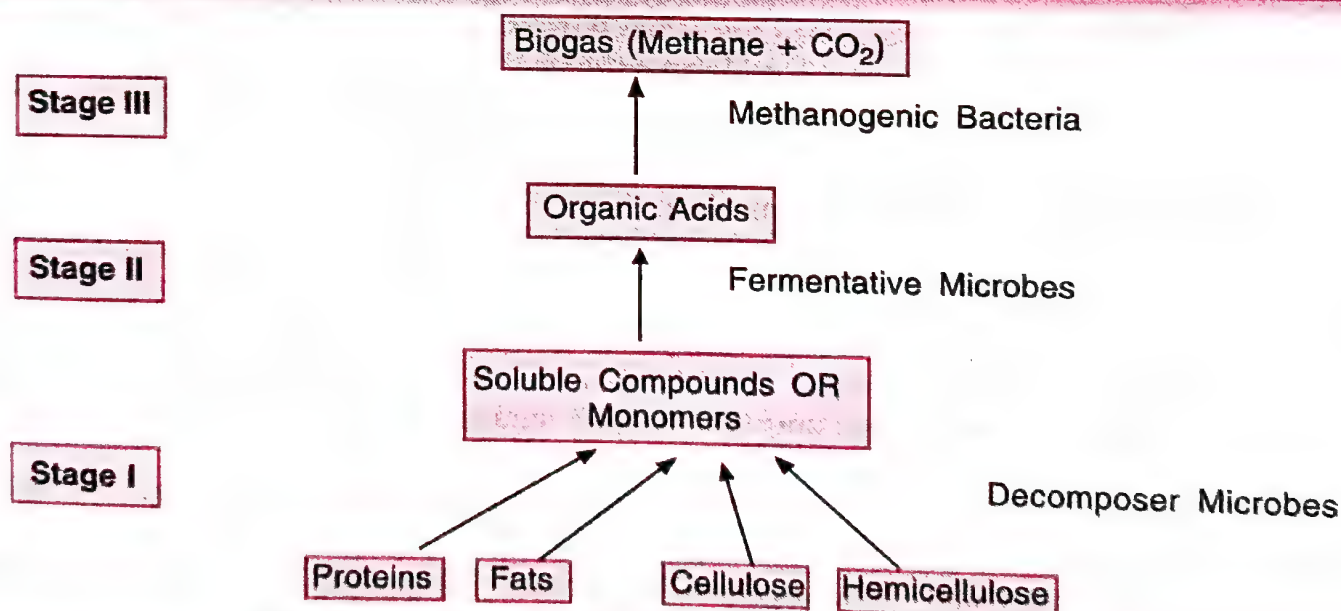 Biogas (Methane + CO₂)
Stage III
Methanogenic Bacteria
Organic Acids
Stage II
Fermentative Microbes
Soluble Compounds OR
Monomers
Stage I
Decomposer Microbes
Proteins Fats Cellulose Hemicellulose